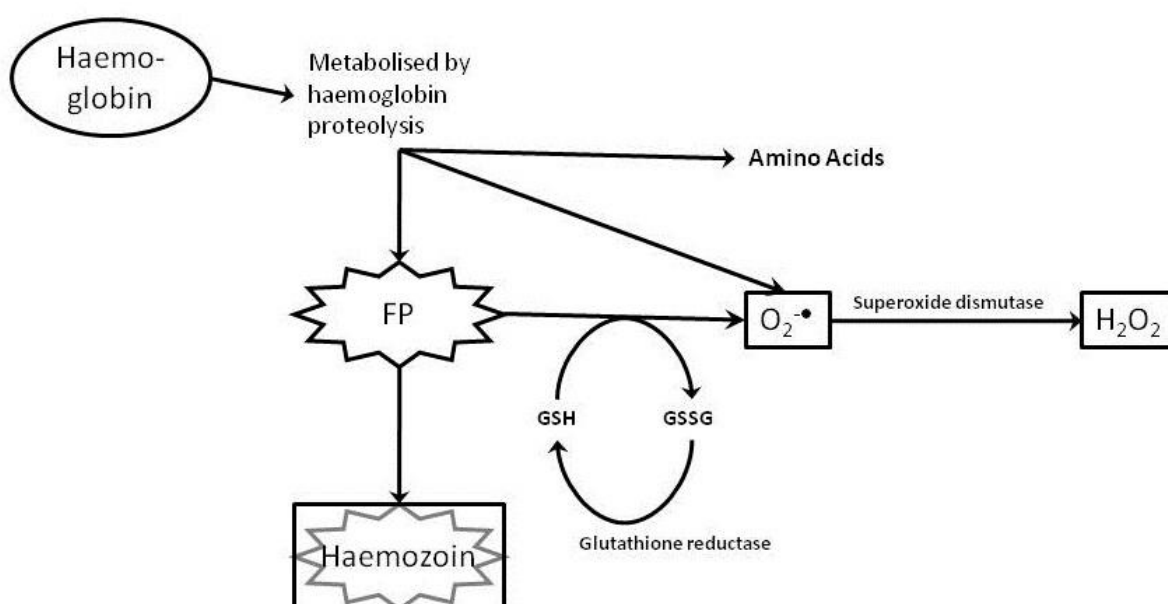 Haemo-
globin
Metabolised by
haemoglobin
proteolysis
Amino Acids
FP
O₂⁻•
Superoxide dismutase
H₂O₂
GSH
GSSG
Glutathione reductase
Haemozoin